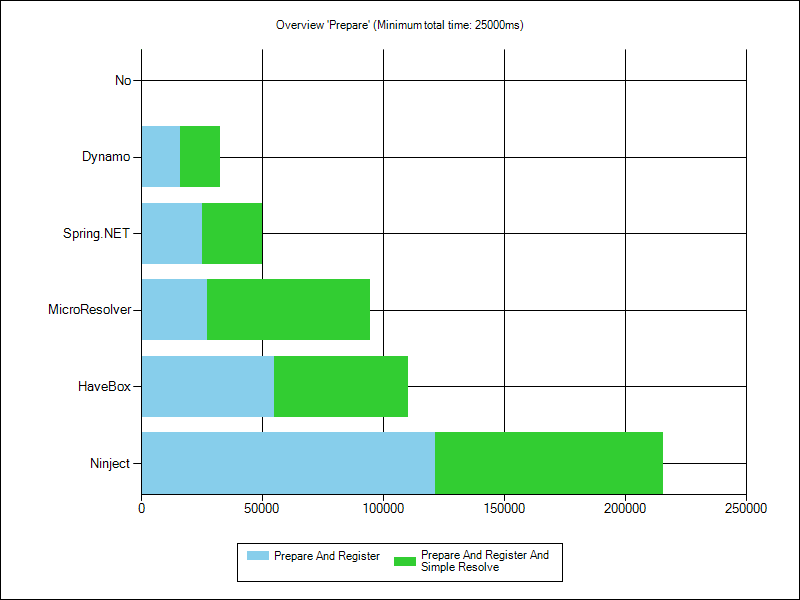 Overview 'Prepare' (Minimum total time: 25000ms)
No
Dynamo
Spring.NET
MicroResolver
HaveBox
Ninject
0 50000 100000 150000 200000 250000
Prepare And Register
Prepare And Register And
Simple Resolve